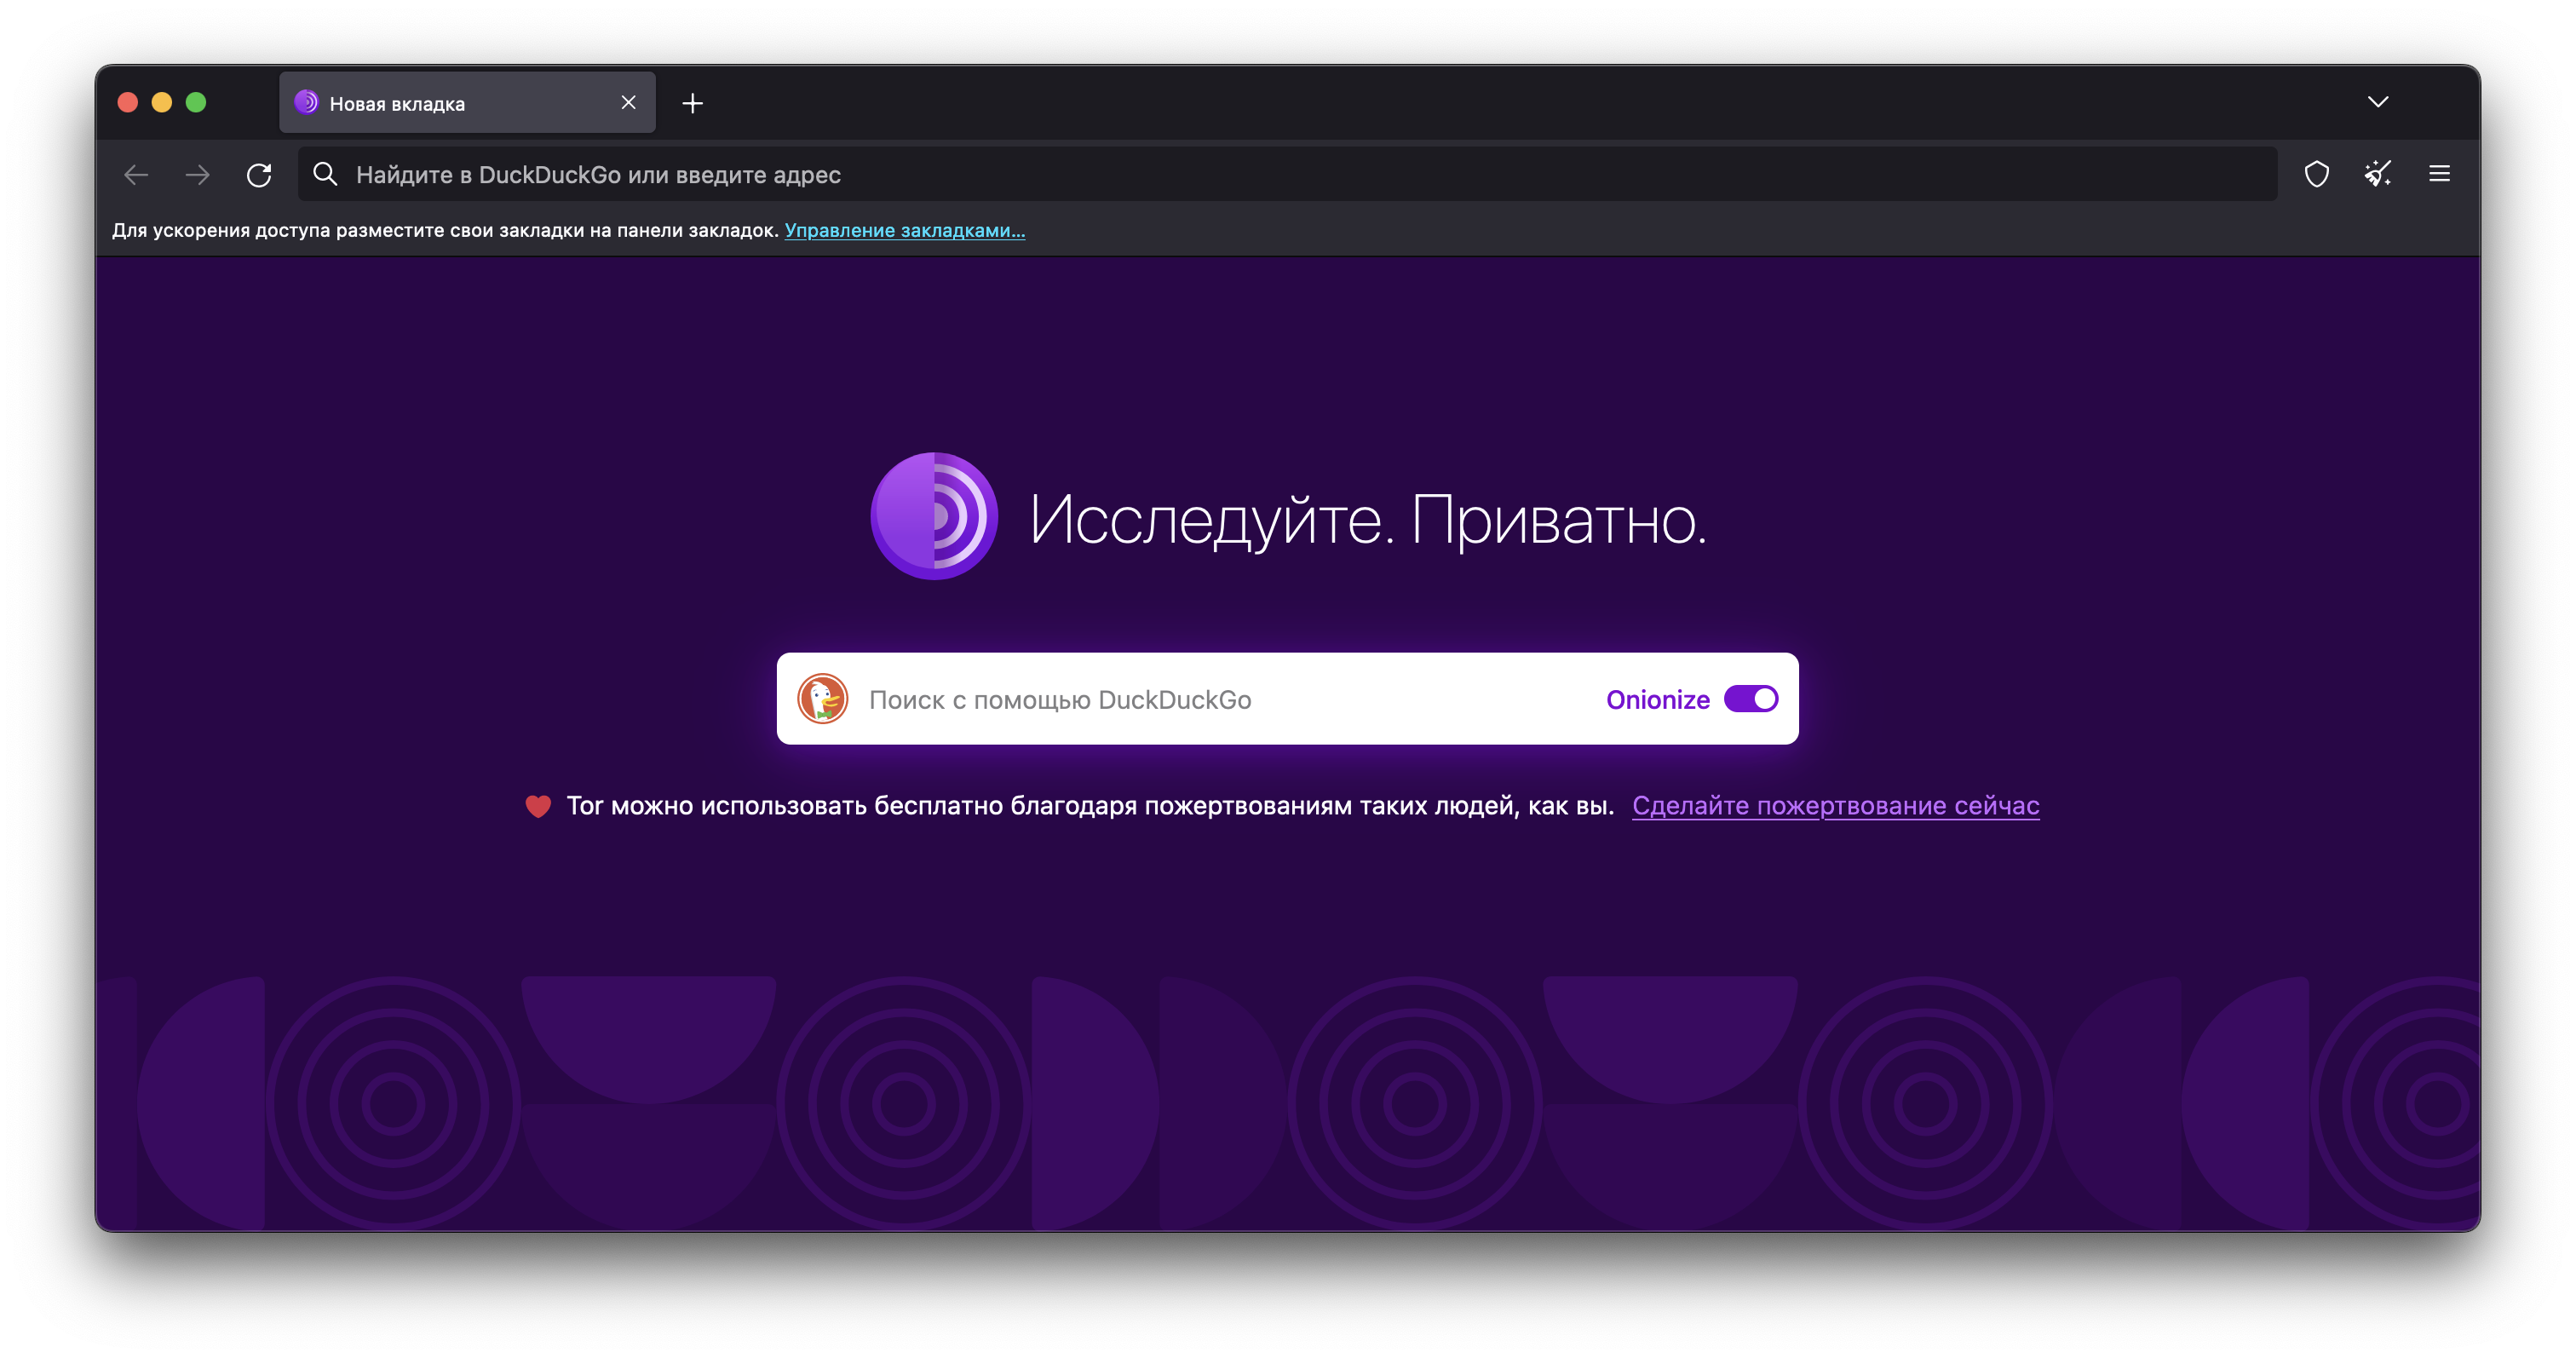 Новая вкладка
Найдите в DuckDuckGo или введите адрес
Для ускорения доступа разместите свои закладки на панели закладок. Управление закладками…
Исследуйте. Приватно.
Поиск с помощью DuckDuckGo Onionize
Tor можно использовать бесплатно благодаря пожертвованиям таких людей, как вы. Сделайте пожертвование сейчас